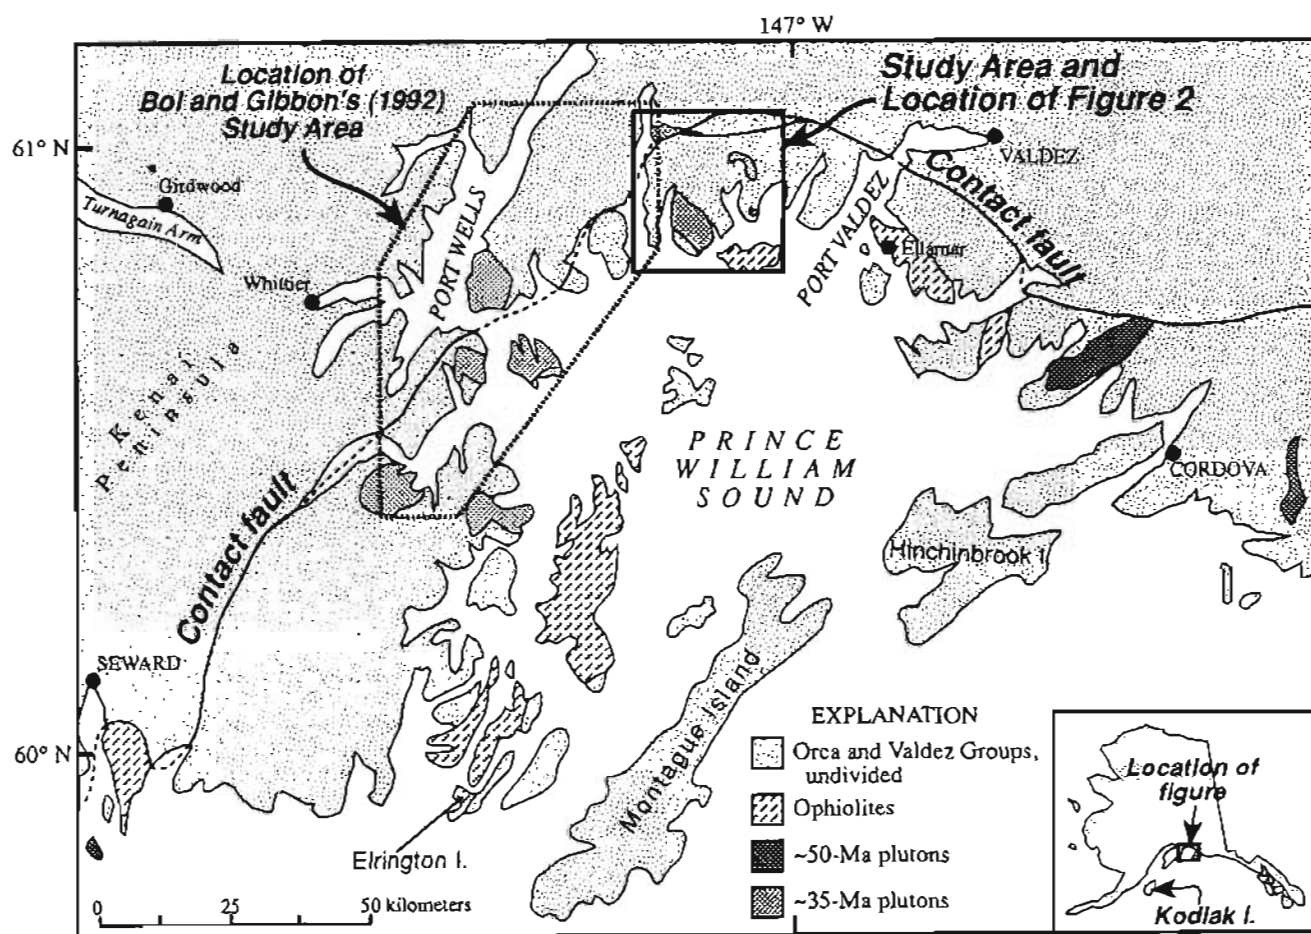 147° W
Location of
Bol and Gibbon's (1992)
Study Area
Study Area and
Location of Figure 2
61° N
VALDEZ
Girdwood
Turnagain Arm
PORT WELLS
PORT VALDEZ
Contact fault
Ellamar
Whittier
Kenai
Peninsula
PRINCE
WILLIAM
SOUND
CORDOVA
Contact fault
Hinchinbrook I.
SEWARD
Montague Island
60° N
Elrington I.
0 25 50 kilometers
EXPLANATION
Orca and Valdez Groups,
undivided
Ophiolites
~50-Ma plutons
~35-Ma plutons
Location of
figure
Kodiak I.